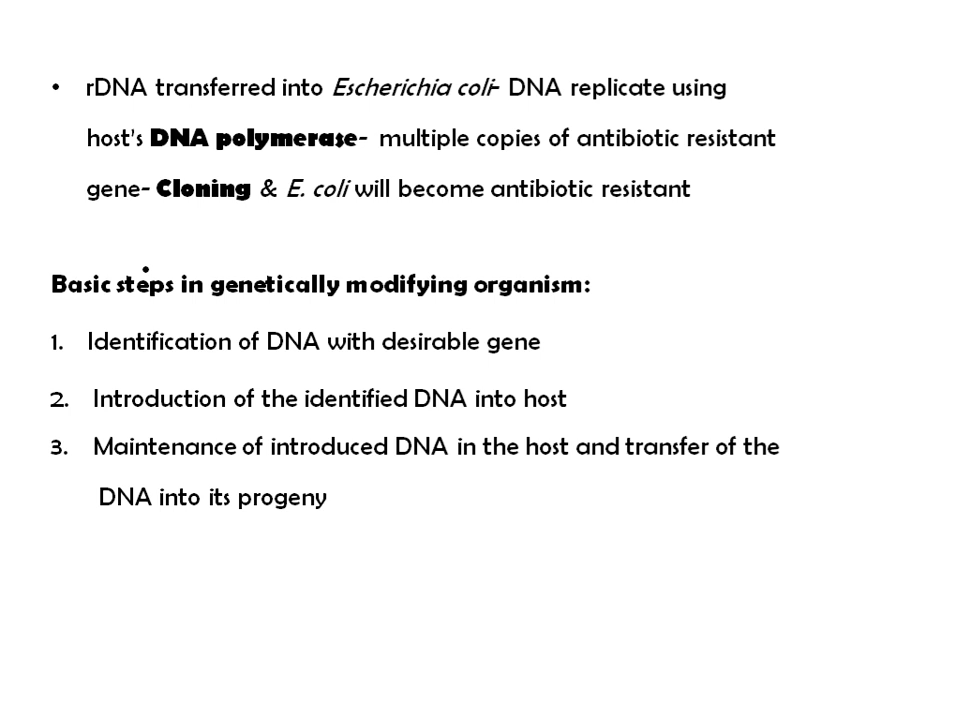 • rDNA transferred into Escherichia coli- DNA replicate using
host's DNA polymerase- multiple copies of antibiotic resistant
gene- Cloning & E. coli will become antibiotic resistant
•
Basic steps in genetically modifying organism:
1. Identification of DNA with desirable gene
2. Introduction of the identified DNA into host
3. Maintenance of introduced DNA in the host and transfer of the
DNA into its progeny